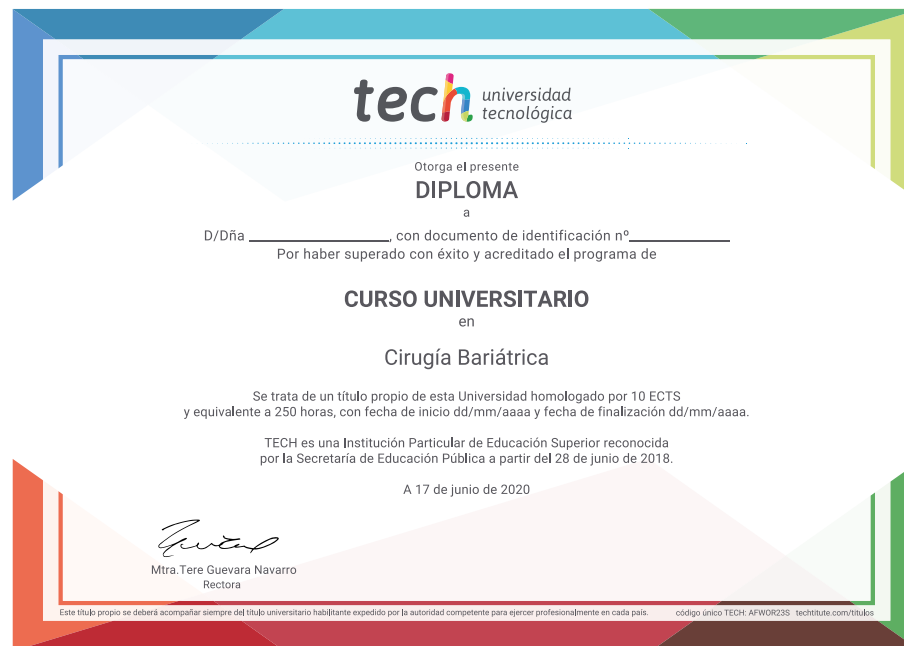 tech universidad
tecnológica
Otorga el presente
DIPLOMA
a
D/Dña ________________, con documento de identificación nº____________
Por haber superado con éxito y acreditado el programa de
CURSO UNIVERSITARIO
en
Cirugía Bariátrica
Se trata de un título propio de esta Universidad homologado por 10 ECTS
y equivalente a 250 horas, con fecha de inicio dd/mm/aaaa y fecha de finalización dd/mm/aaaa.
TECH es una Institución Particular de Educación Superior reconocida
por la Secretaría de Educación Pública a partir del 28 de junio de 2018.
A 17 de junio de 2020
Mtra.Tere Guevara Navarro
Rectora
Este título propio se deberá acompañar siempre del título universitario habilitante expedido por la autoridad competente para ejercer profesionalmente en cada país. código único TECH: AFWOR23S techtitute.com/titulos